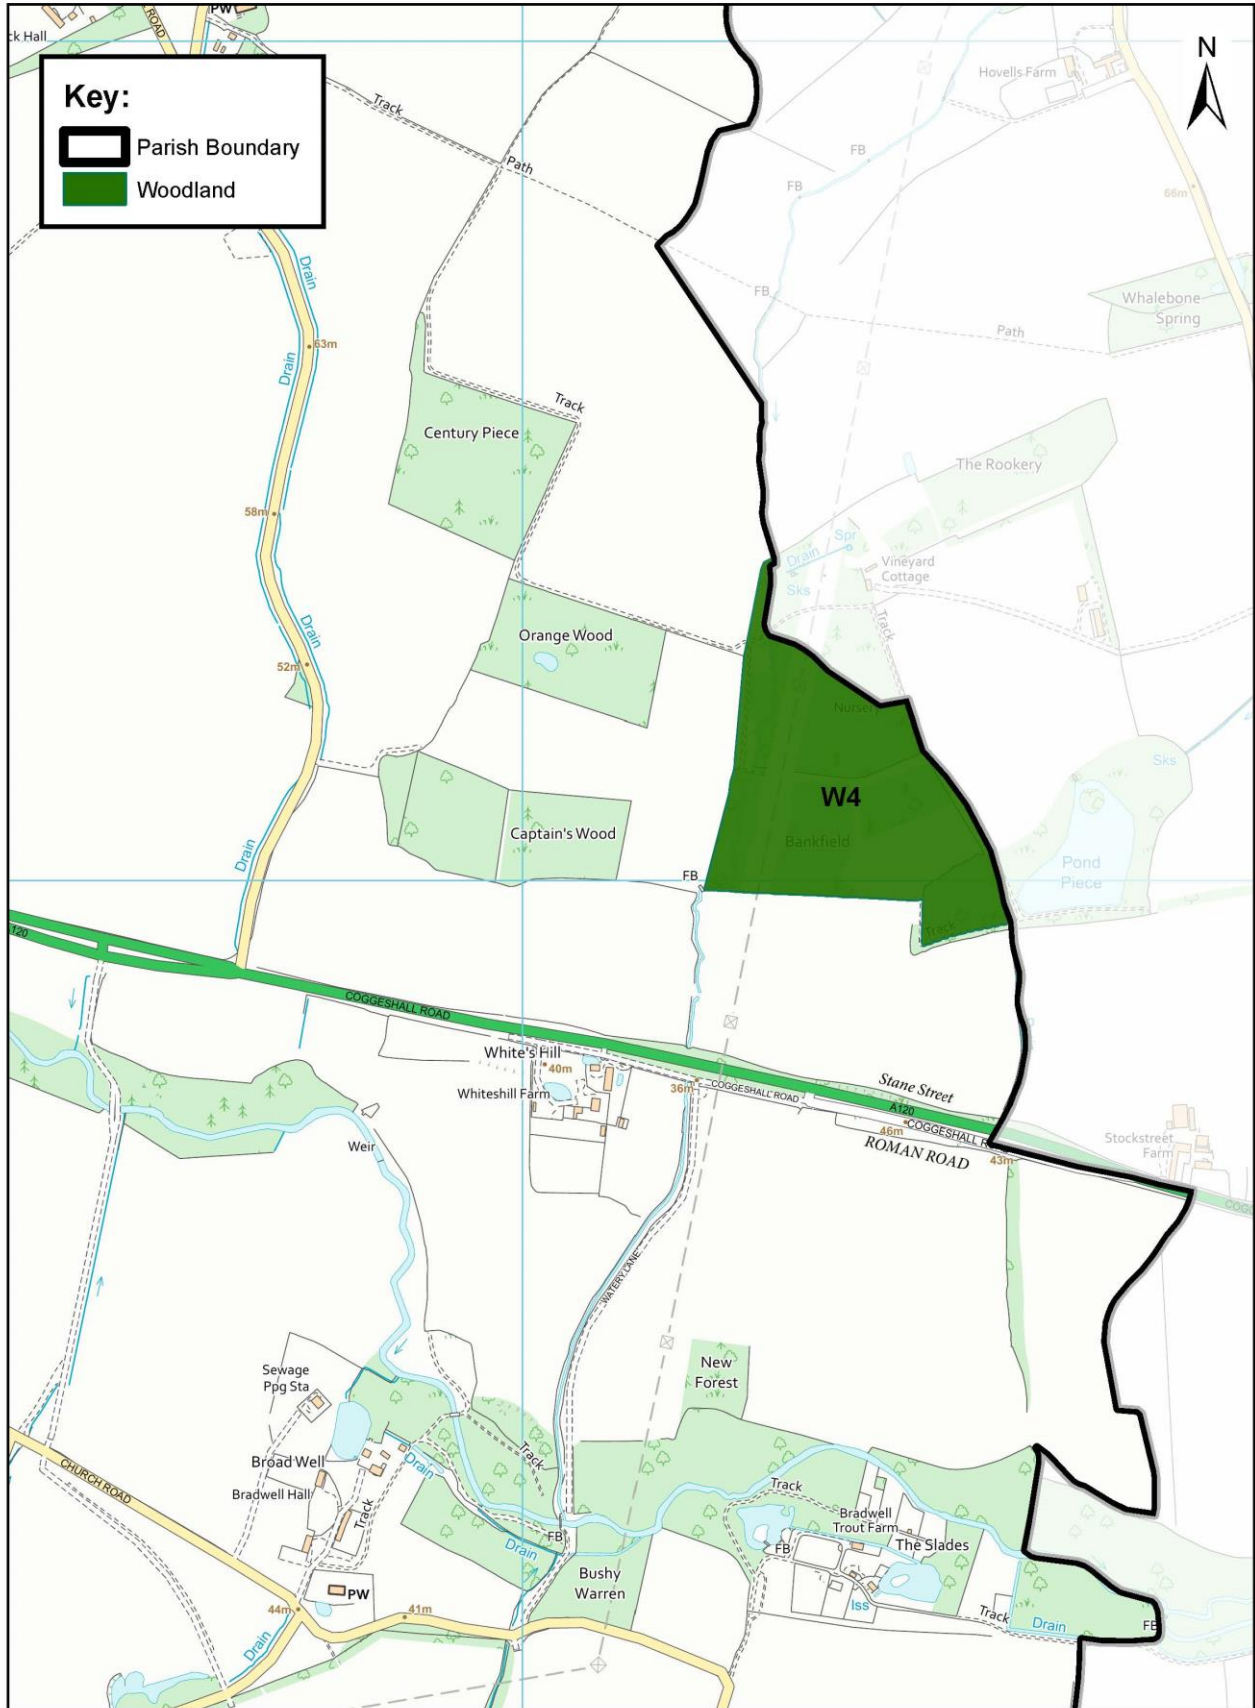 PW
ROAD
ck Hall
N
Hovells Farm
Key:
Parish Boundary
Woodland
Track
Path
FB
FB
66m
Drain
FB
Whalebone
Spring
63m
Drain
Path
Track
Century Piece
The Rookery
58m
Drain
Spr
Vineyard
Cottage
Sks
Drain
Orange Wood
Track
52m
Nursery
Sks
W4
Captain's Wood
Bankfield
Drain
FB
Pond
Piece
Track
A120
COGGESHALL ROAD
White's Hill
40m
Whiteshill Farm
36m
COGGESHALL ROAD
Stane Street
A120
46m
COGGESHALL ROAD
ROMAN ROAD
43m
Stockstreet
Farm
COGG
Weir
WATERY LANE
New
Forest
Sewage
Ppg Sta
Broad Well
Bradwell Hall
Track
Drain
Track
CHURCH ROAD
Track
Bradwell
Trout Farm
The Slades
FB
FB
Drain
Bushy
Warren
Iss
Track
Drain
FB
PW
44m
41m
Drain